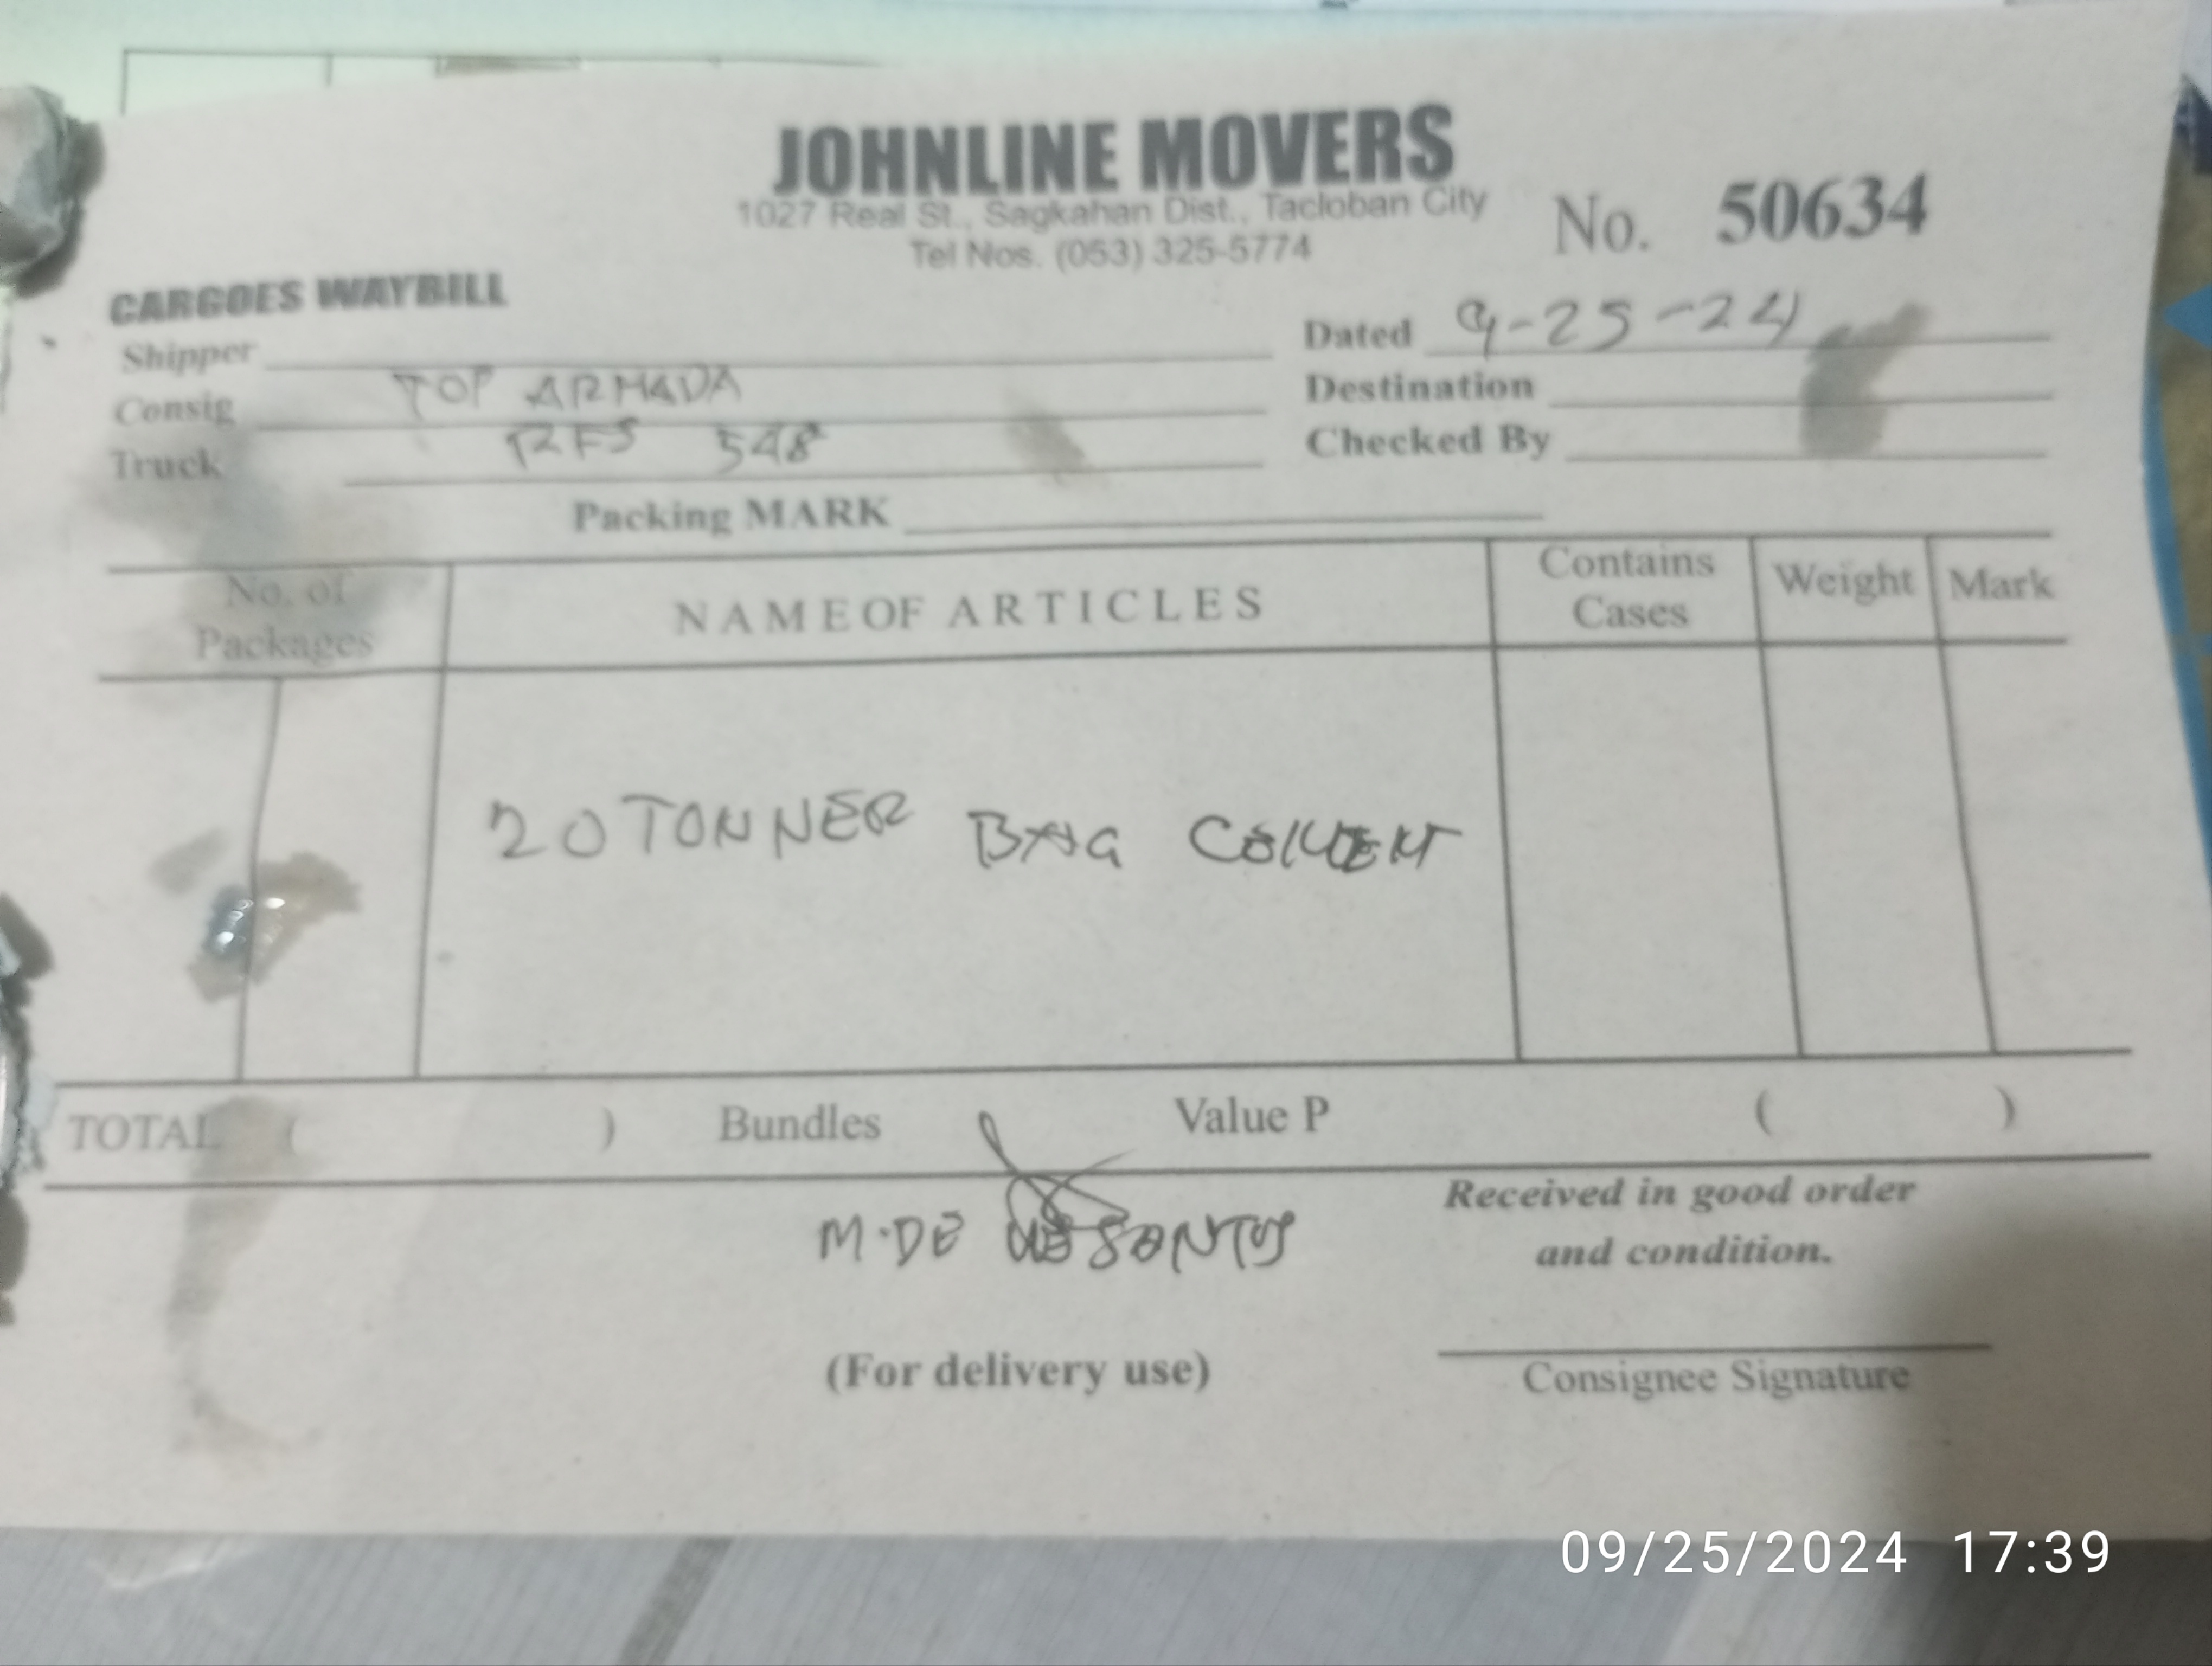 JOHNLINE MOVERS
1027 Real St., Sagkahan Dist., Tacloban City
Tel Nos. (053) 325-5774
No. 50634
CARGOES WAYBILL
Shipper
Dated 9-25-24
Consig TOP ARMADA
Destination
Truck RFS 548
Checked By
Packing MARK
No. of Packages
NAME OF ARTICLES
Contains Cases
Weight
Mark
20 TONNER BAG CEMENT
TOTAL ( ) Bundles Value P ( )
M. DE SANTOS
Received in good order
and condition.
(For delivery use)
Consignee Signature
09/25/2024 17:39